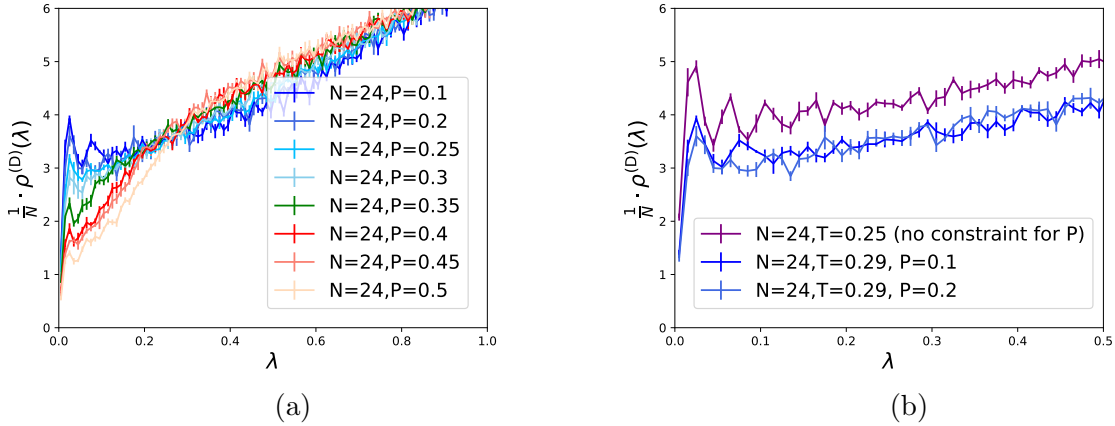 6
5
4
3
2
1
0
0.0 0.2 0.4 0.6 0.8 1.0
1/N · ρ(D)(λ)
λ
N=24,P=0.1
N=24,P=0.2
N=24,P=0.25
N=24,P=0.3
N=24,P=0.35
N=24,P=0.4
N=24,P=0.45
N=24,P=0.5
(a)
6
5
4
3
2
1
0
0.0 0.1 0.2 0.3 0.4 0.5
1/N · ρ(D)(λ)
λ
N=24,T=0.25 (no constraint for P)
N=24,T=0.29, P=0.1
N=24,T=0.29, P=0.2
(b)